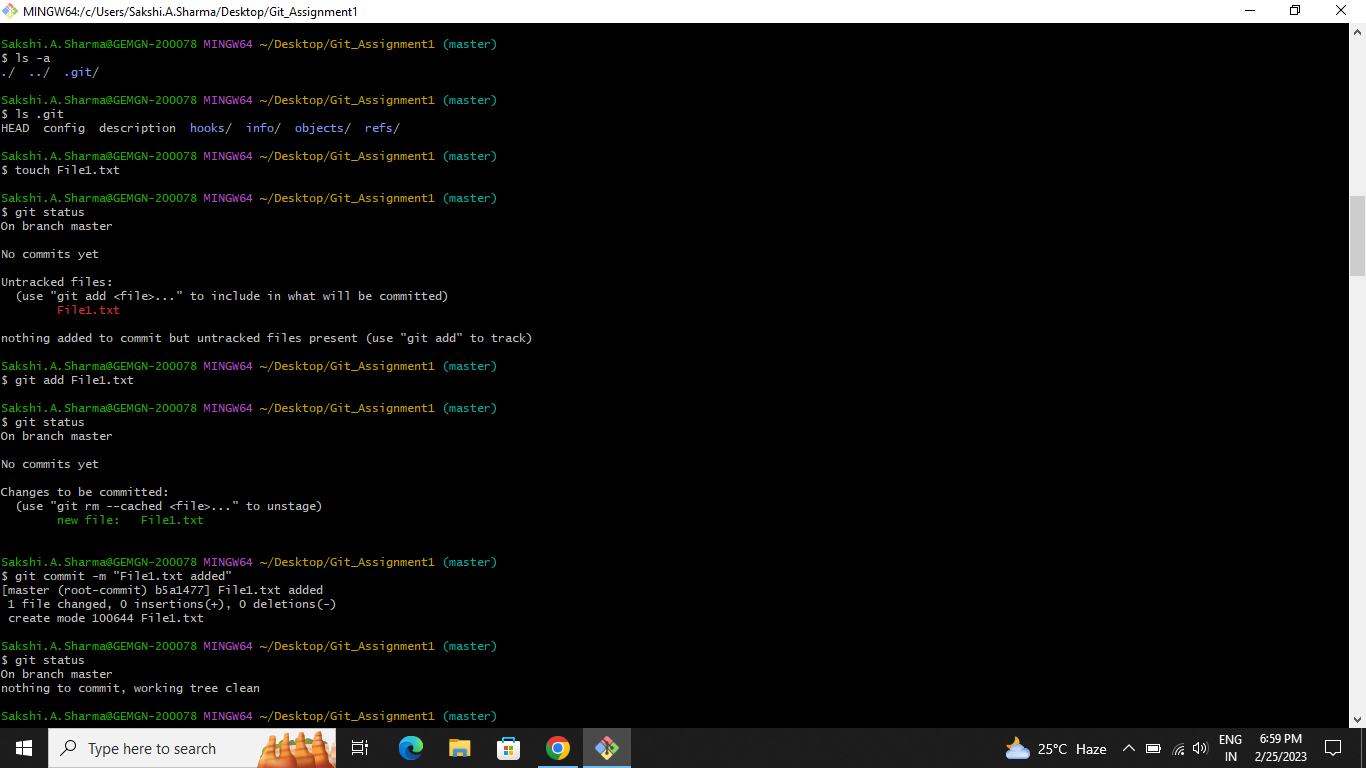 MINGW64:/c/Users/Sakshi.A.Sharma/Desktop/Git_Assignment1
Sakshi.A.Sharma@GEMGN-200078 MINGW64 ~/Desktop/Git_Assignment1 (master)
$ ls -a
./  ../  .git/
Sakshi.A.Sharma@GEMGN-200078 MINGW64 ~/Desktop/Git_Assignment1 (master)
$ ls .git
HEAD  config  description  hooks/  info/  objects/  refs/
Sakshi.A.Sharma@GEMGN-200078 MINGW64 ~/Desktop/Git_Assignment1 (master)
$ touch File1.txt
Sakshi.A.Sharma@GEMGN-200078 MINGW64 ~/Desktop/Git_Assignment1 (master)
$ git status
On branch master
No commits yet
Untracked files:
  (use "git add <file>..." to include in what will be committed)
        File1.txt
nothing added to commit but untracked files present (use "git add" to track)
Sakshi.A.Sharma@GEMGN-200078 MINGW64 ~/Desktop/Git_Assignment1 (master)
$ git add File1.txt
Sakshi.A.Sharma@GEMGN-200078 MINGW64 ~/Desktop/Git_Assignment1 (master)
$ git status
On branch master
No commits yet
Changes to be committed:
  (use "git rm --cached <file>..." to unstage)
        new file:   File1.txt
Sakshi.A.Sharma@GEMGN-200078 MINGW64 ~/Desktop/Git_Assignment1 (master)
$ git commit -m "File1.txt added"
[master (root-commit) b5a1477] File1.txt added
 1 file changed, 0 insertions(+), 0 deletions(-)
 create mode 100644 File1.txt
Sakshi.A.Sharma@GEMGN-200078 MINGW64 ~/Desktop/Git_Assignment1 (master)
$ git status
On branch master
nothing to commit, working tree clean
Sakshi.A.Sharma@GEMGN-200078 MINGW64 ~/Desktop/Git_Assignment1 (master)
Type here to search
25°C Haze
ENG
IN
6:59 PM
2/25/2023